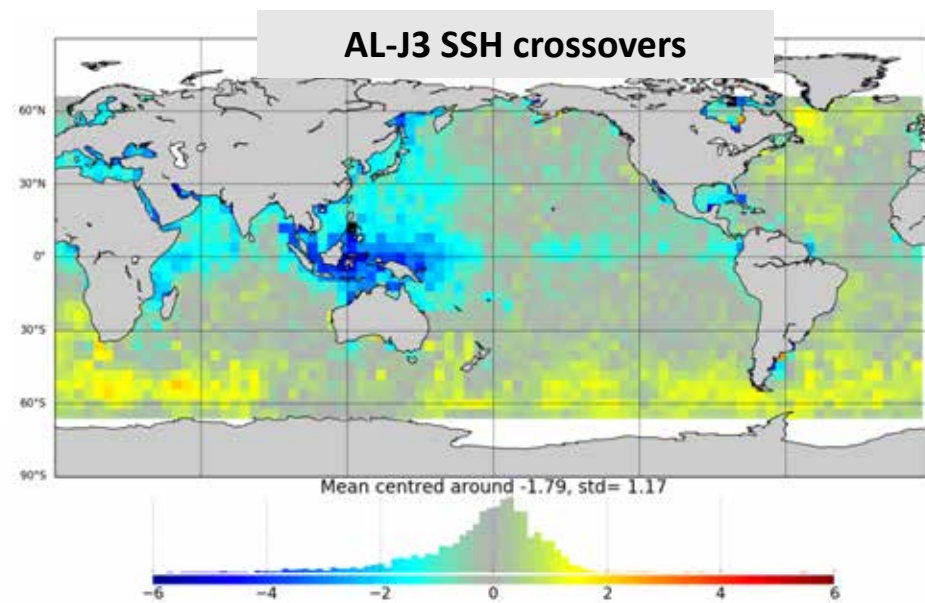 AL-J3 SSH crossovers
60°N
30°N
0°
30°S
60°S
90°S
Mean centred around -1.79, std= 1.17
−6 −4 −2 0 2 4 6